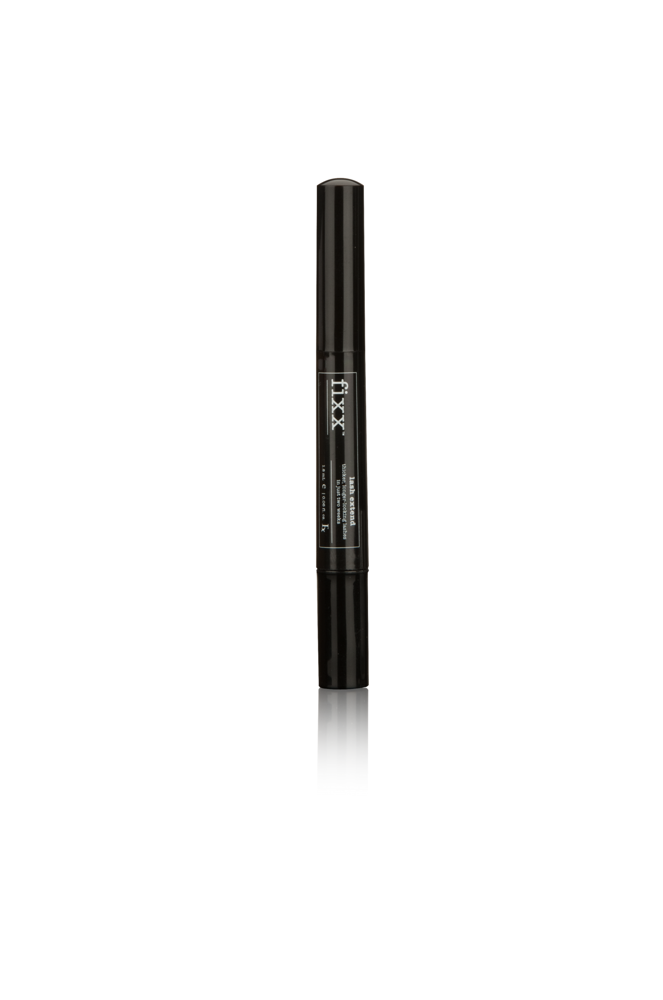 fixx™
lash extend
thicker, longer-looking lashes
in just two weeks
1.8 mL e | 0.06 fl. oz. Fx